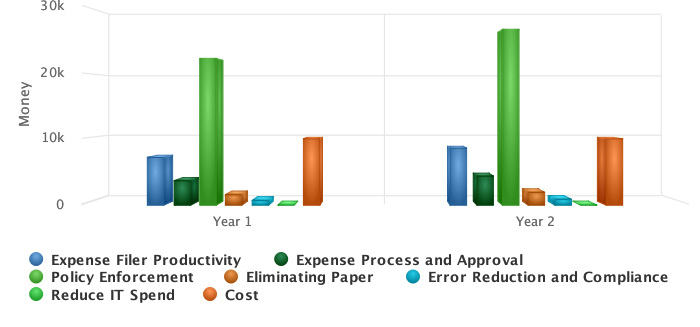 30k
20k
Money
10k
0
Year 1 Year 2
Expense Filer Productivity Expense Process and Approval
Policy Enforcement Eliminating Paper Error Reduction and Compliance
Reduce IT Spend Cost